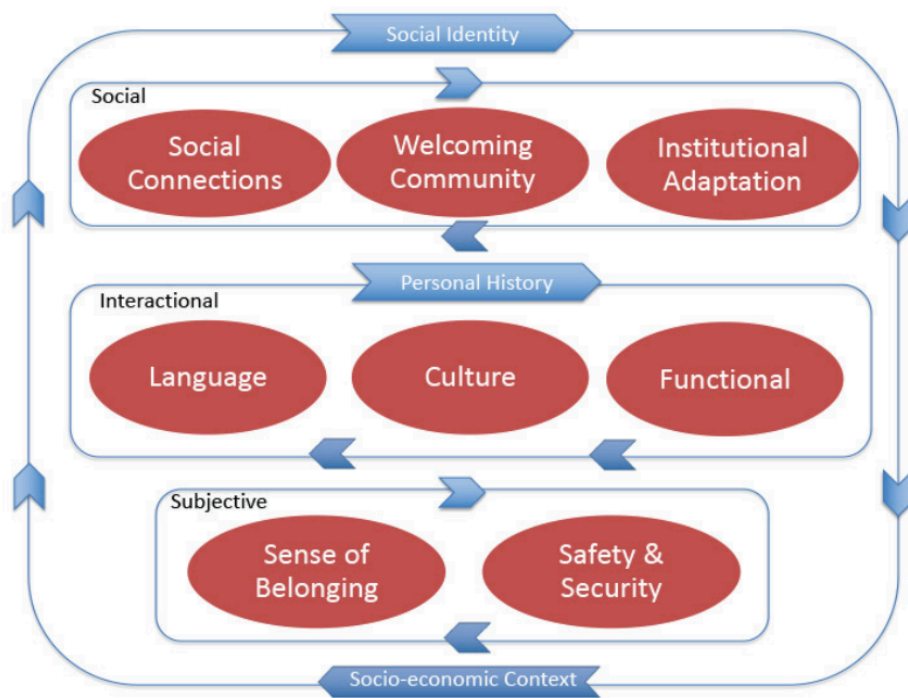 Social Identity
Social
Social
Connections
Welcoming
Community
Institutional
Adaptation
Personal History
Interactional
Language
Culture
Functional
Subjective
Sense of
Belonging
Safety &
Security
Socio-economic Context